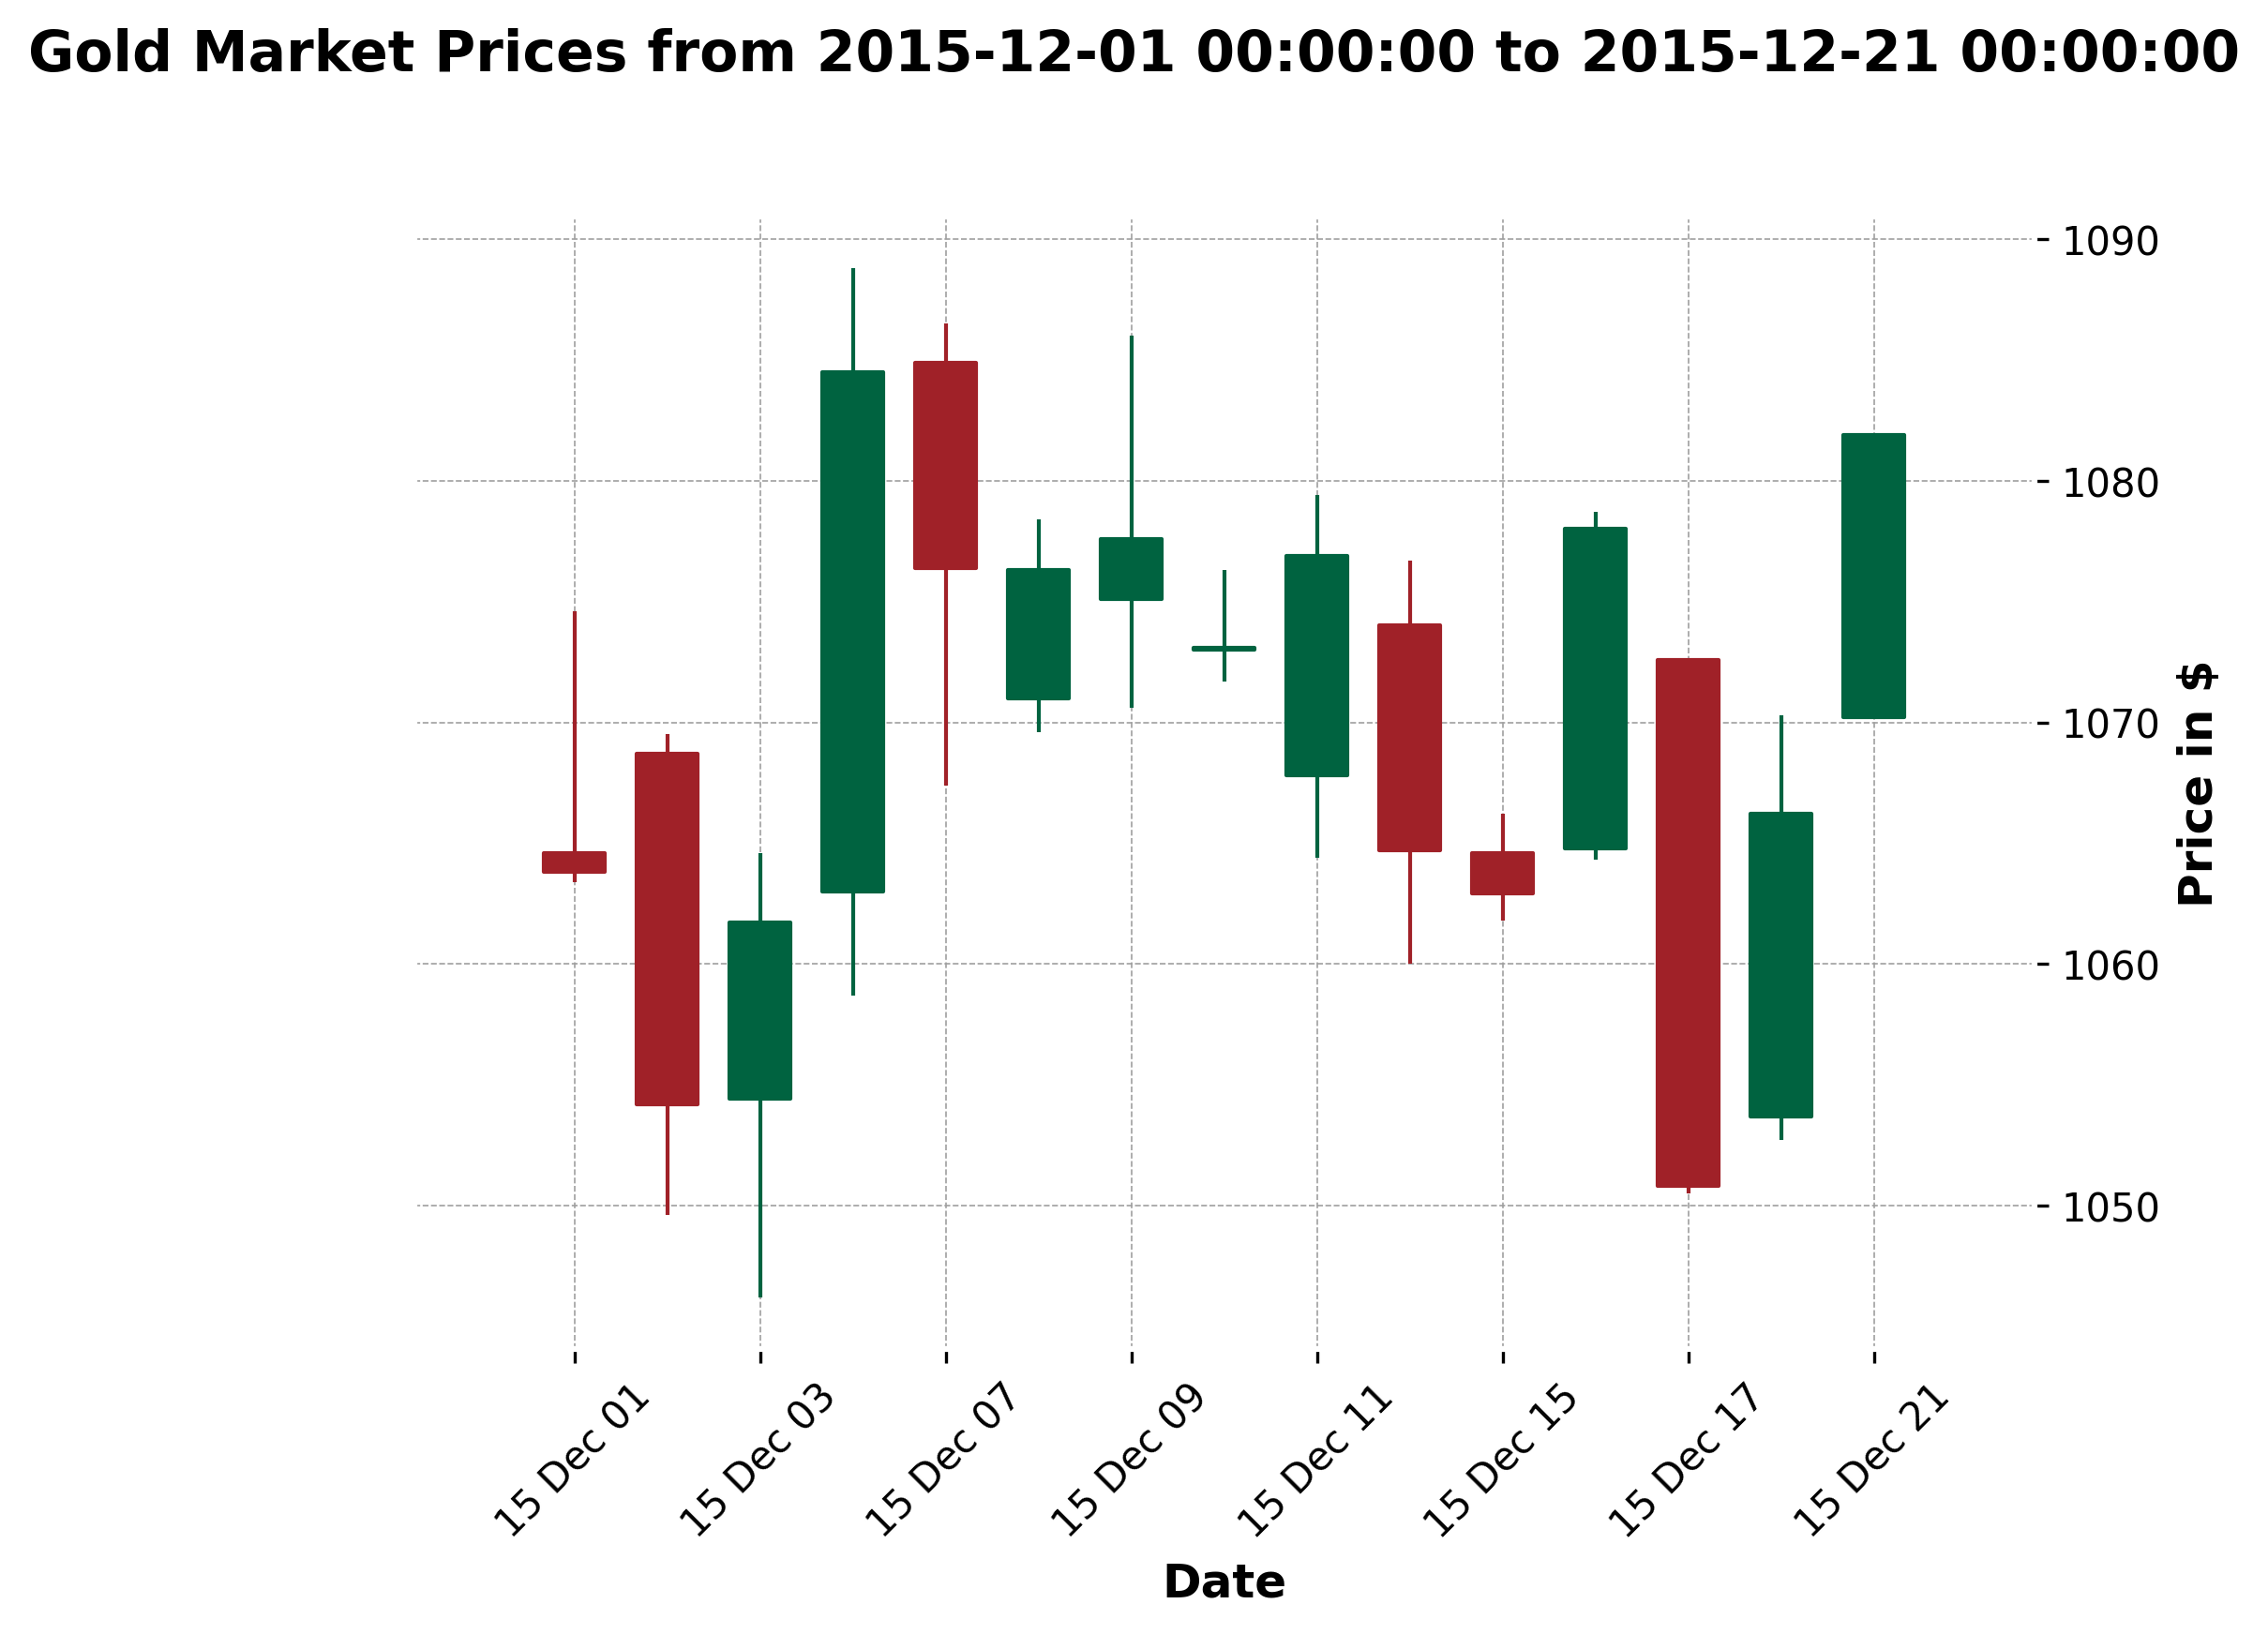 Gold Market Prices from 2015-12-01 00:00:00 to 2015-12-21 00:00:00
1090
1080
1070
1060
1050
Price in $
15 Dec 01
15 Dec 03
15 Dec 07
15 Dec 09
15 Dec 11
15 Dec 15
15 Dec 17
15 Dec 21
Date